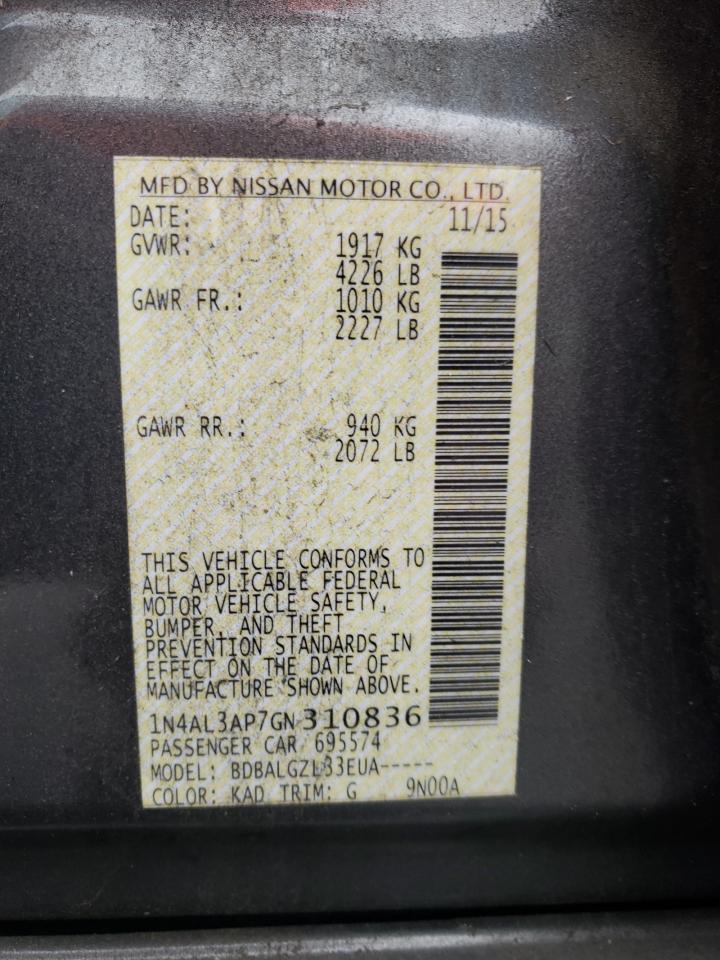 MFD BY NISSAN MOTOR CO., LTD.
DATE: 11/15
GVWR: 1917 KG
4226 LB
GAWR FR.: 1010 KG
2227 LB
GAWR RR.: 940 KG
2072 LB
THIS VEHICLE CONFORMS TO
ALL APPLICABLE FEDERAL
MOTOR VEHICLE SAFETY,
BUMPER, AND THEFT
PREVENTION STANDARDS IN
EFFECT ON THE DATE OF
MANUFACTURE SHOWN ABOVE.
1N4AL3AP7GN310836
PASSENGER CAR 695574
MODEL: BDBALGZL33EUA-----
COLOR: KAD TRIM: G 9N00A